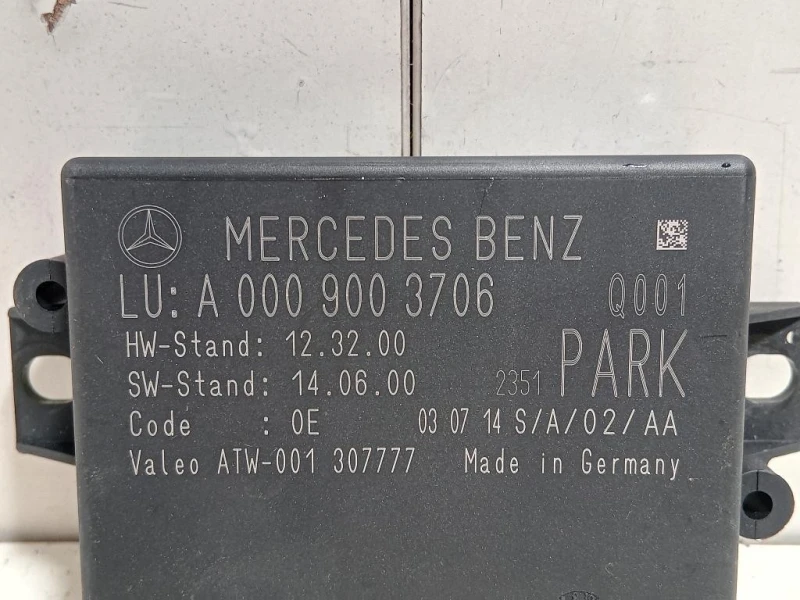 MERCEDES BENZ
LU: A 000 900 3706 Q001
HW-Stand: 12.32.00
SW-Stand: 14.06.00 2351 PARK
Code : 0E 03 07 14 S/A/02/AA
Valeo ATW-001 307777 Made in Germany